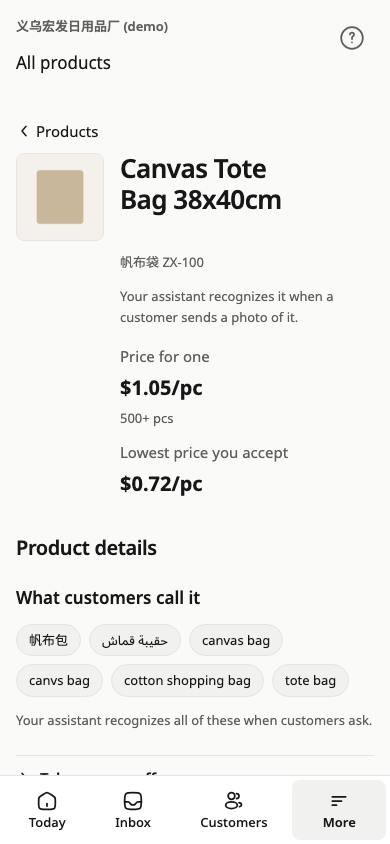 义乌宏发日用品厂 (demo)
All products
Products
Canvas Tote
Bag 38x40cm
帆布袋 ZX-100
Your assistant recognizes it when a
customer sends a photo of it.
Price for one
$1.05/pc
500+ pcs
Lowest price you accept
$0.72/pc
Product details
What customers call it
帆布包 حقيبة قماش canvas bag
canvs bag cotton shopping bag tote bag
Your assistant recognizes all of these when customers ask.
Today Inbox Customers More